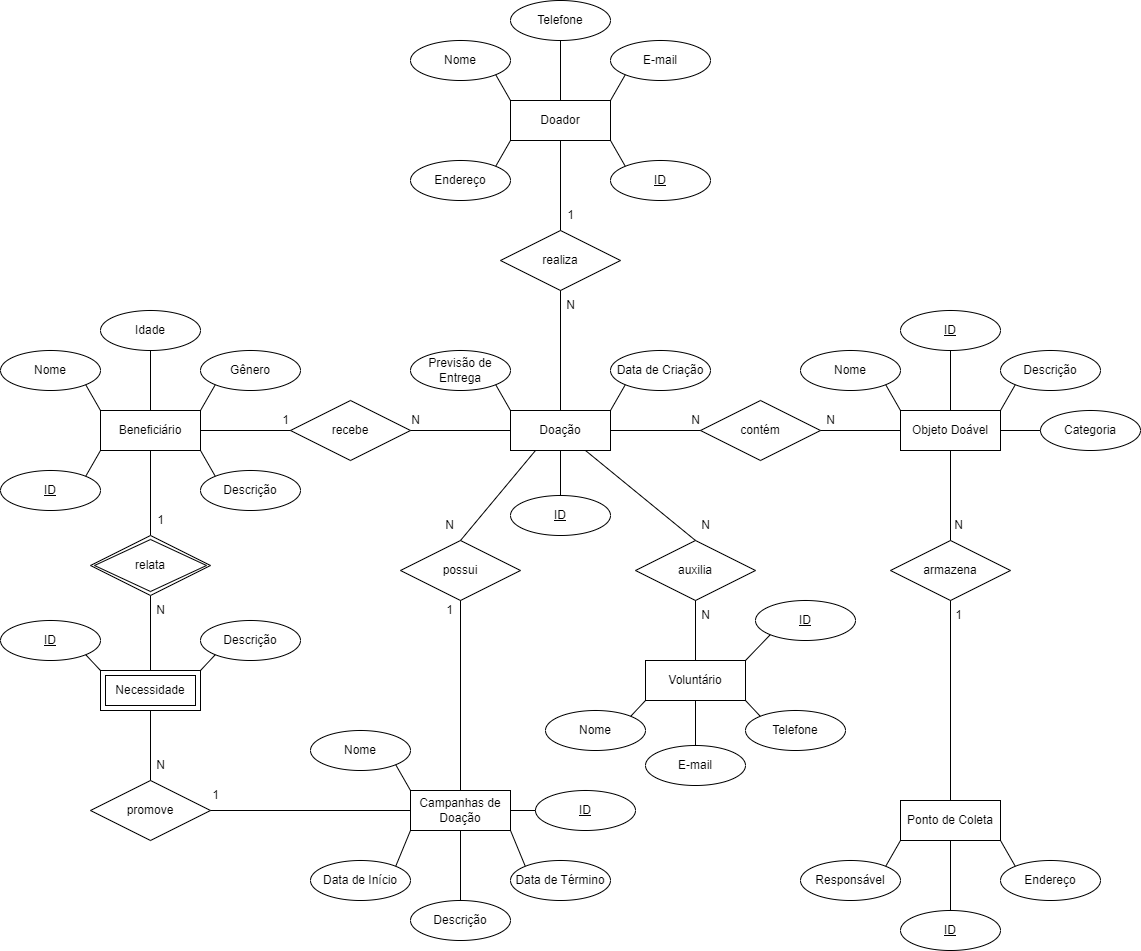 Telefone
Nome
E-mail
Doador
Endereço
ID
1
realiza
N
Idade
Nome
Gênero
Beneficiário
ID
Descrição
1
recebe
N
Previsão de
Entrega
Data de Criação
Doação
ID
N
contém
N
ID
Nome
Descrição
Objeto Doável
Categoria
1
relata
N
N
possui
1
N
auxilia
N
N
armazena
1
ID
Descrição
Necessidade
N
promove
1
ID
Voluntário
Nome
Telefone
E-mail
Nome
Campanhas de
Doação
ID
Data de Início
Data de Término
Descrição
Ponto de Coleta
Responsável
Endereço
ID